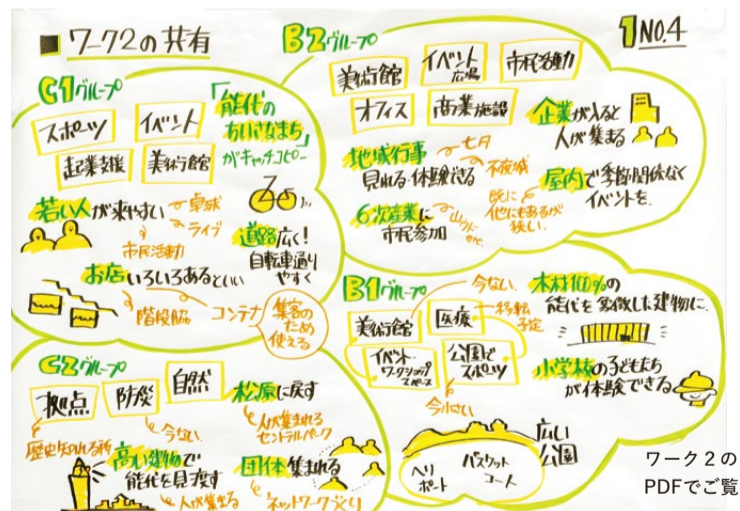 ■ワーク2の共有
1 NO.4
C1グループ
スポーツ
イベント
起業支援
美術館
「能代の
ちいさなまち」
がキャッチコピー
若い人が来やすい
卓球
ライブ
市民活動
道路広く!
自転車通り
やすく
お店いろいろあるといい
階段脇
コンテナ
集客の
ため
使える
B2グループ
美術館
イベント
広場
市民活動
オフィス
商業施設
企業が入ると
人が集まる
地域行事
見れる・体験できる
七夕
不夜城
6次産業に
市民参加
山ウド
etc.
屋内で季節関係なく
イベントを
既に
他にもあるが
狭い
B1グループ
美術館
今ない
医療
移転
予定
イベント・
ワークショップ
スペース
公園で
スポーツ
今小さい
木材100%の
能代を象徴した建物に
小学校の子どもたち
が体験できる
広い
公園
ヘリ
ポート
バスケット
コート
C2グループ
拠点
防災
自然
歴史知れる所
今ない
松原に戻す
人が集まれる
セントラルパーク
高い建物で
能代を見渡す
人が集まる
団体集まれる
ネットワークづくり
ワーク2の
PDFでご覧